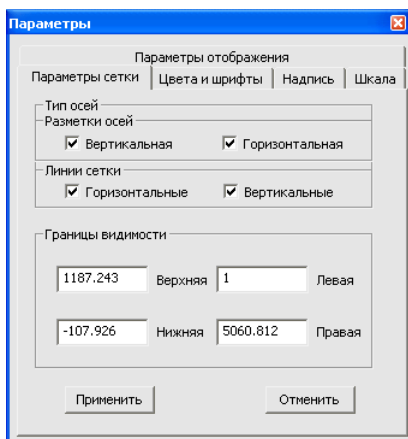 Параметры
Параметры отображения
Параметры сетки Цвета и шрифты Надпись Шкала
Тип осей
Разметки осей
Вертикальная Горизонтальная
Линии сетки
Горизонтальные Вертикальные
Границы видимости
1187.243 Верхняя 1 Левая
-107.926 Нижняя 5060.812 Правая
Применить Отменить